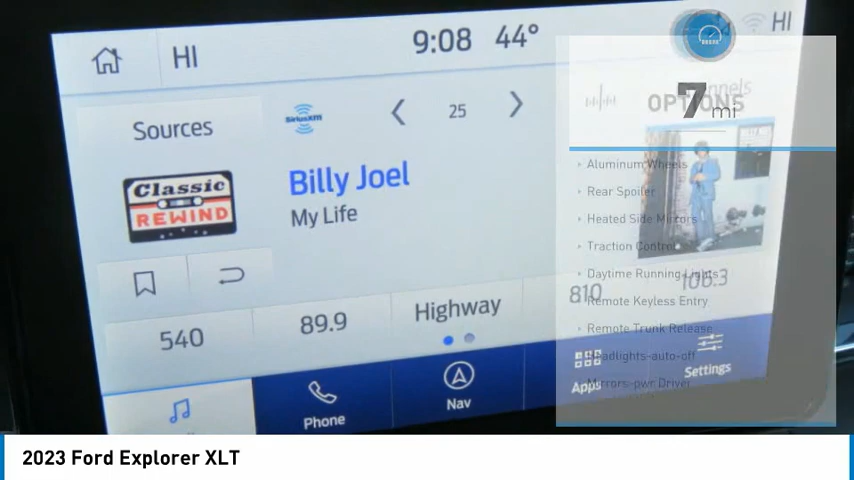 HI
9:08 44°
HI
Sources
SiriusXM
25
7 mi
OPTIONS
Classic
REWIND
Billy Joel
My Life
Aluminum Wheels
Rear Spoiler
Heated Side Mirrors
Traction Control
Daytime Running Lights
Remote Keyless Entry
Remote Trunk Release
Headlights-auto-off
Mirrors-pwr Driver
540
89.9
Highway
810
106.3
Phone
Nav
Apps
Settings
2023 Ford Explorer XLT